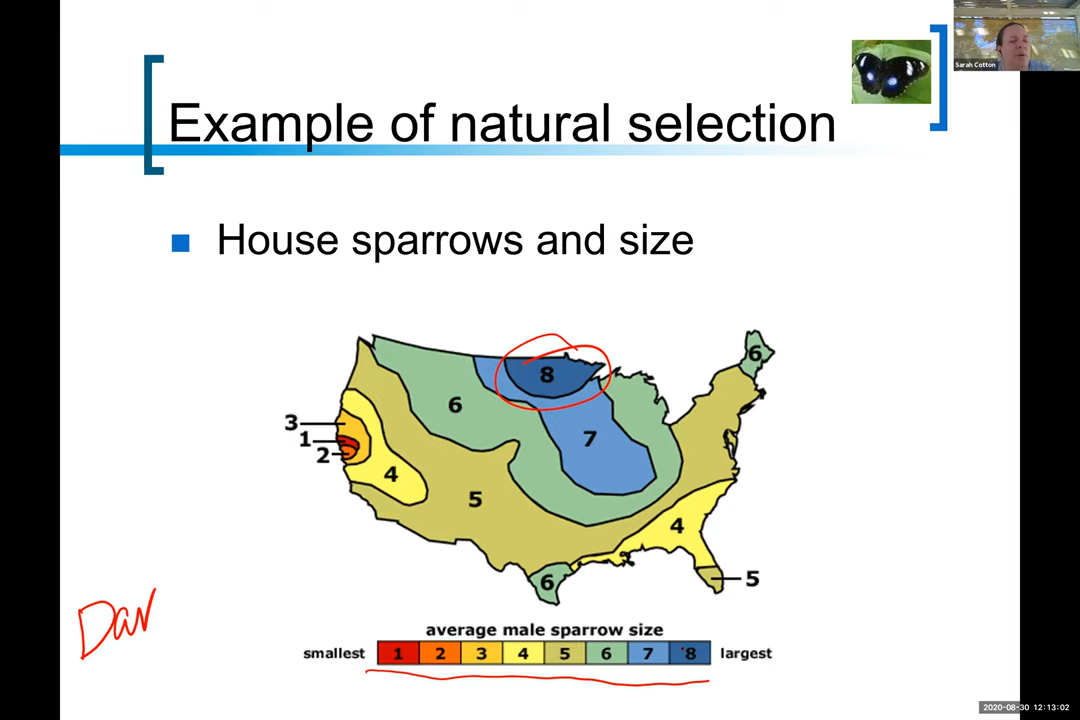 Sarah Cotton
Example of natural selection
House sparrows and size
6
8
6
3
7
1
2
4
5
4
6
5
Dar
average male sparrow size
smallest 1 2 3 4 5 6 7 8 largest
2020-08-30 12:13:02